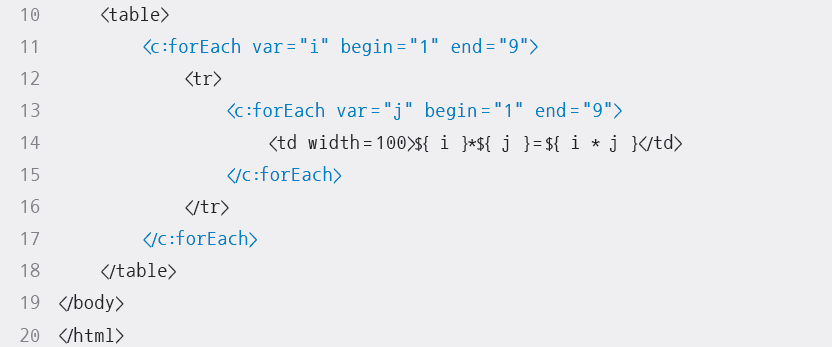 10 <table>
11 <c:forEach var="i" begin="1" end="9">
12 <tr>
13 <c:forEach var="j" begin="1" end="9">
14 <td width=100>${ i }*${ j }=${ i * j }</td>
15 </c:forEach>
16 </tr>
17 </c:forEach>
18 </table>
19 </body>
20 </html>